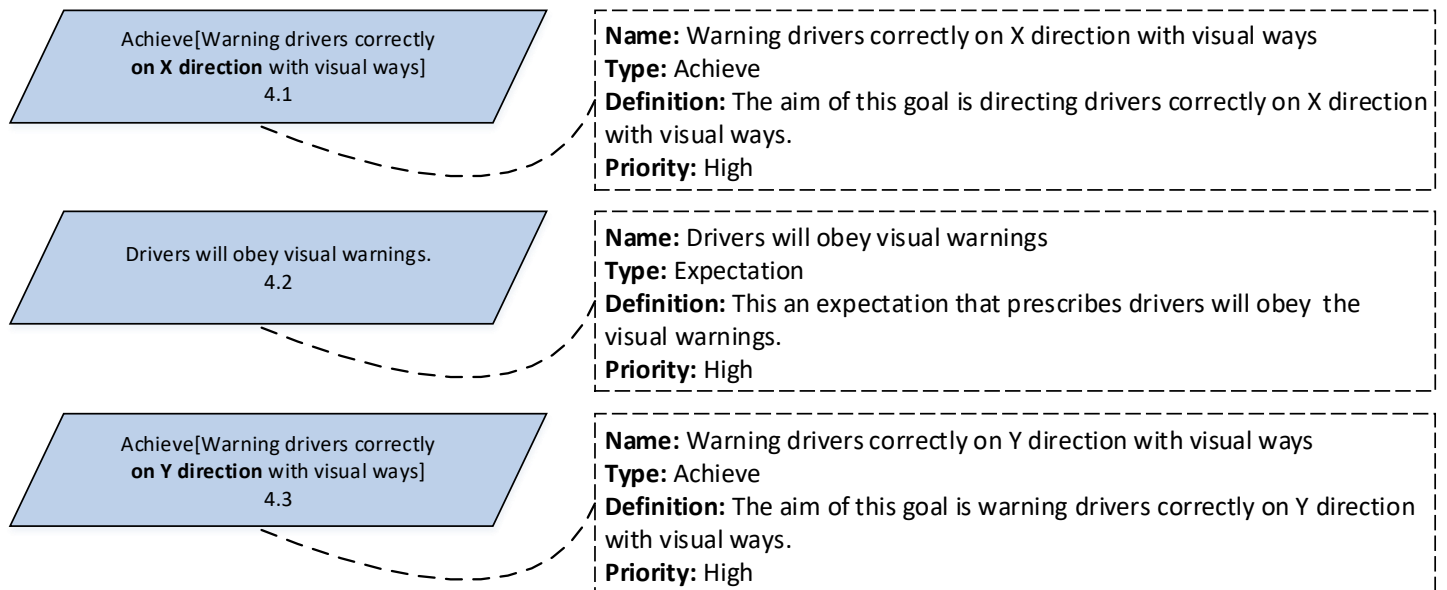 Achieve[Warning drivers correctly
on X direction with visual ways]
4.1
Name: Warning drivers correctly on X direction with visual ways
Type: Achieve
Definition: The aim of this goal is directing drivers correctly on X direction
with visual ways.
Priority: High
Drivers will obey visual warnings.
4.2
Name: Drivers will obey visual warnings
Type: Expectation
Definition: This an expectation that prescribes drivers will obey  the
visual warnings.
Priority: High
Achieve[Warning drivers correctly
on Y direction with visual ways]
4.3
Name: Warning drivers correctly on Y direction with visual ways
Type: Achieve
Definition: The aim of this goal is warning drivers correctly on Y direction
with visual ways.
Priority: High